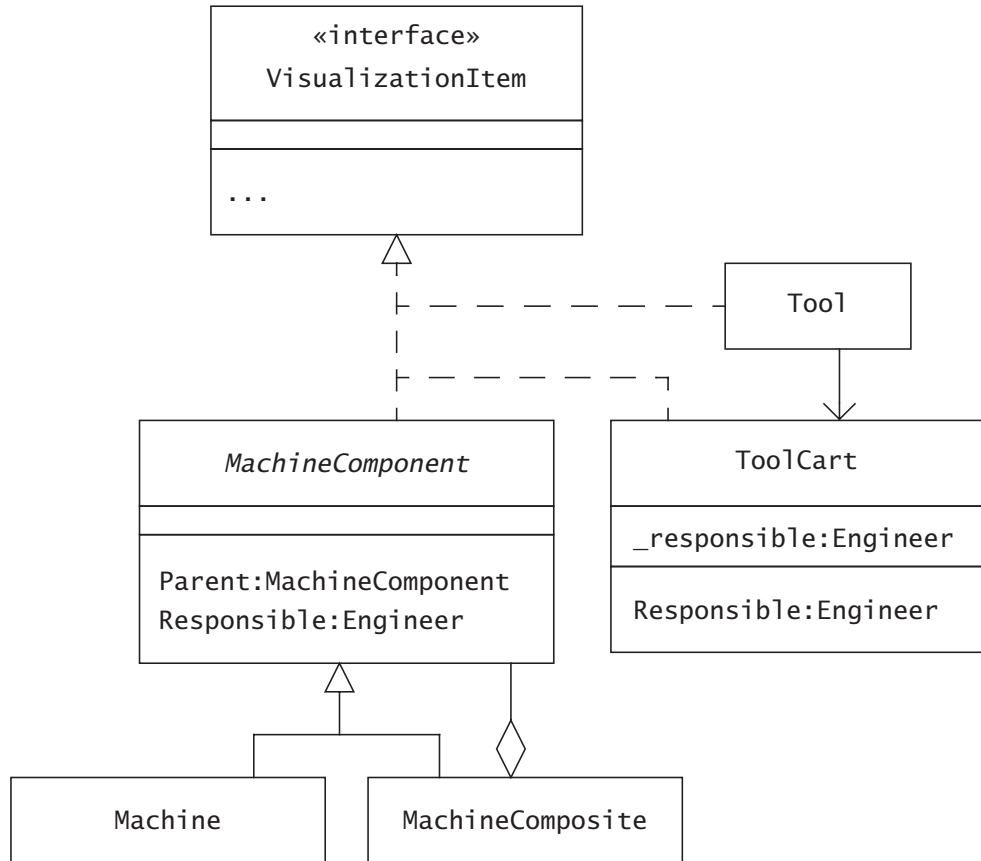 «interface»
VisualizationItem
...
Tool
MachineComponent
Parent:MachineComponent
Responsible:Engineer
ToolCart
_responsible:Engineer
Responsible:Engineer
Machine
MachineComposite